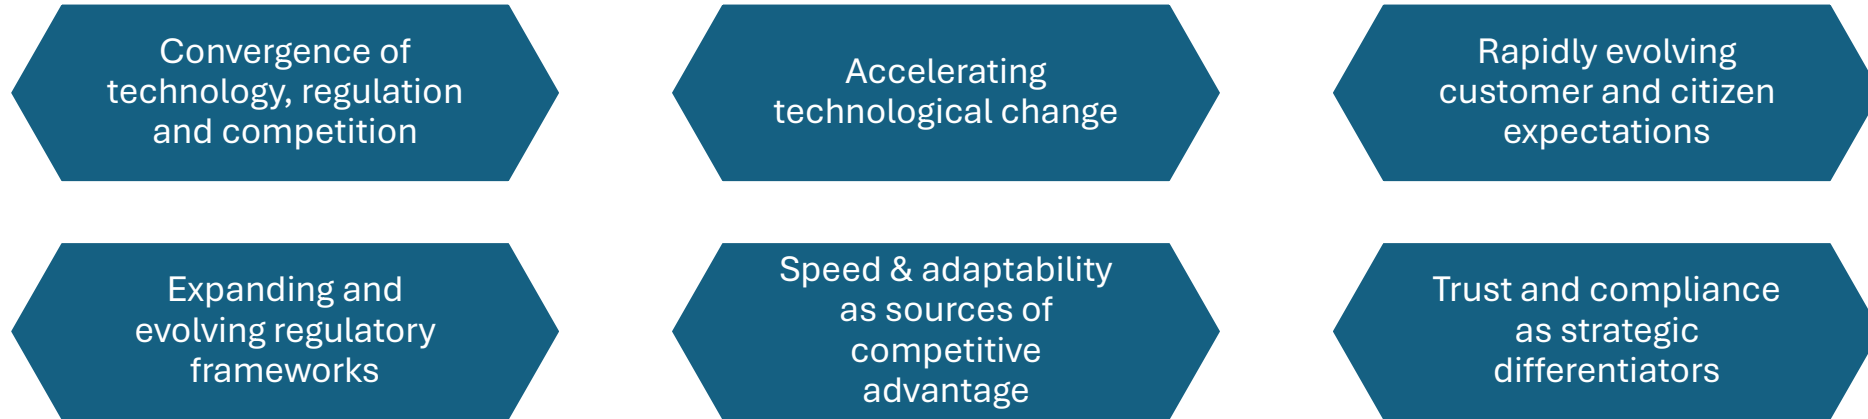 Convergence of
technology, regulation
and competition
Accelerating
technological change
Rapidly evolving
customer and citizen
expectations
Expanding and
evolving regulatory
frameworks
Speed & adaptability
as sources of
competitive
advantage
Trust and compliance
as strategic
differentiators